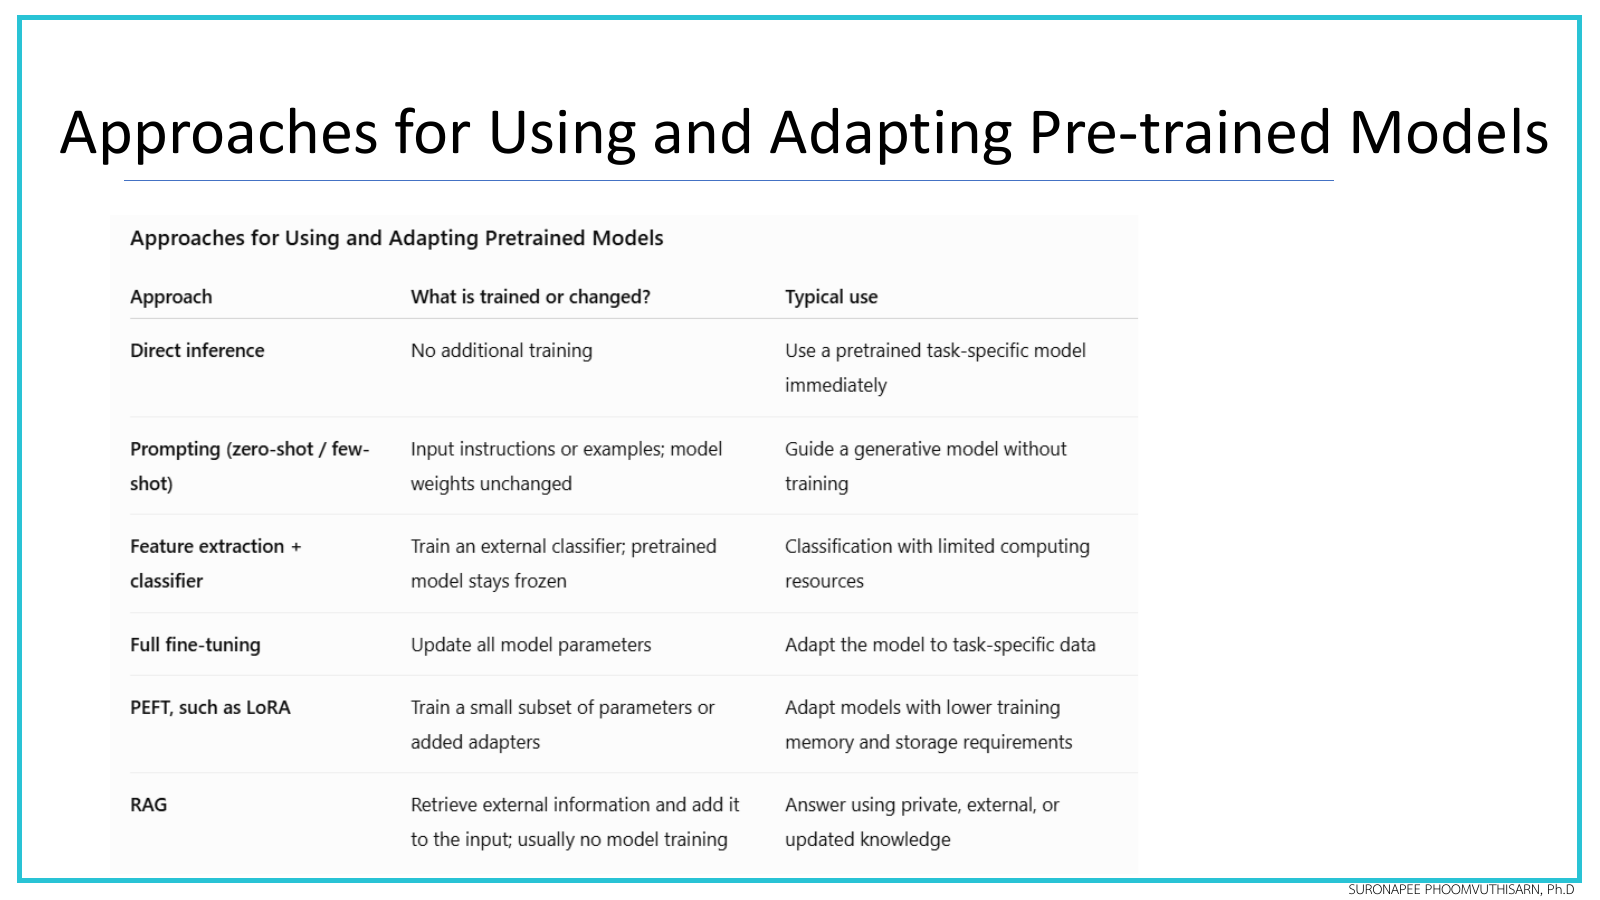 Approaches for Using and Adapting Pre-trained Models
Approaches for Using and Adapting Pretrained Models
Approach What is trained or changed? Typical use
Direct inference No additional training Use a pretrained task-specific model
immediately
Prompting (zero-shot / few- Input instructions or examples; model Guide a generative model without
shot) weights unchanged training
Feature extraction + Train an external classifier; pretrained Classification with limited computing
classifier model stays frozen resources
Full fine-tuning Update all model parameters Adapt the model to task-specific data
PEFT, such as LoRA Train a small subset of parameters or Adapt models with lower training
added adapters memory and storage requirements
RAG Retrieve external information and add it Answer using private, external, or
to the input; usually no model training updated knowledge
SURONAPEE PHOOMVUTHISARN, Ph.D